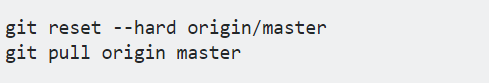 git reset --hard origin/master
git pull origin master